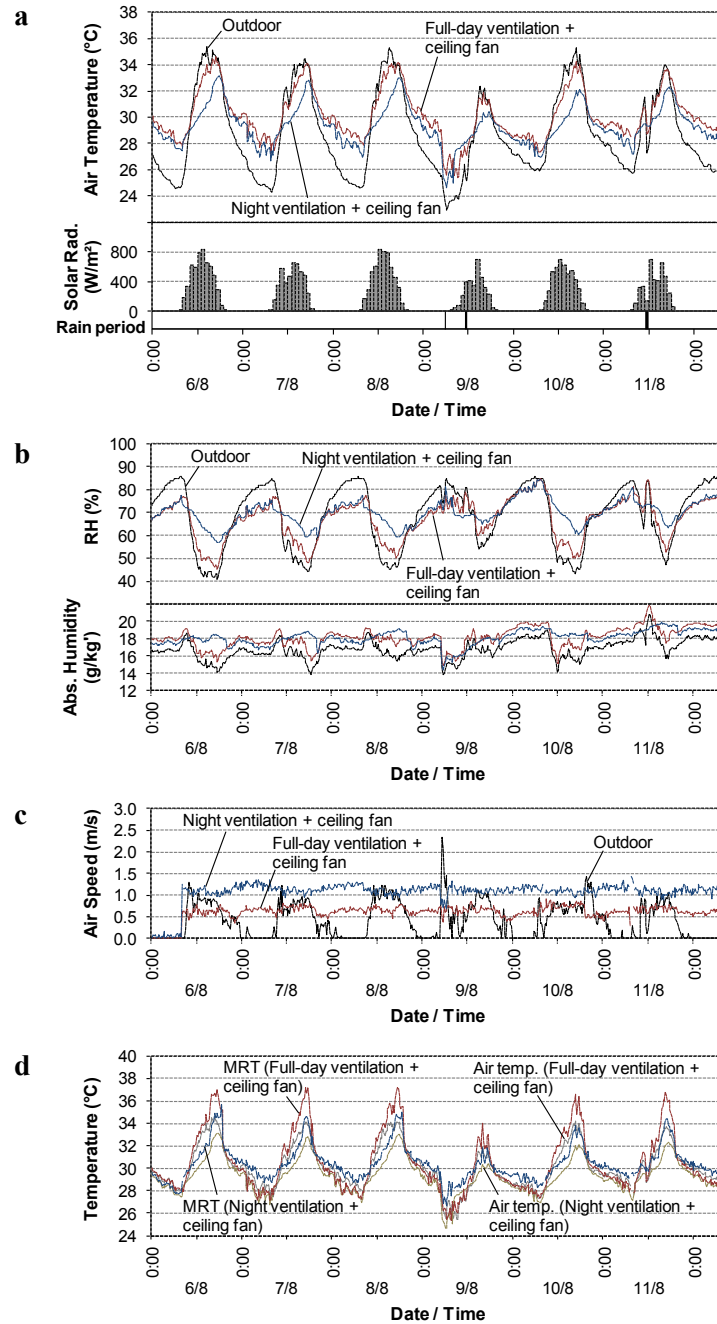 a
38
36
34
32
30
28
26
24
Air Temperature (°C)
Outdoor
Full-day ventilation +
ceiling fan
Night ventilation + ceiling fan
800
400
0
Solar Rad.
(W/m²)
Rain period
0:00 0:00 0:00 0:00 0:00 0:00 0:00
6/8 7/8 8/8 9/8 10/8 11/8
Date / Time
b
100
90
80
70
60
50
40
RH (%)
Outdoor
Night ventilation + ceiling fan
Full-day ventilation +
ceiling fan
20
18
16
14
12
Abs. Humidity
(g/kg')
0:00 0:00 0:00 0:00 0:00 0:00 0:00
6/8 7/8 8/8 9/8 10/8 11/8
Date / Time
c
3.0
2.5
2.0
1.5
1.0
0.5
0.0
Air Speed (m/s)
Night ventilation + ceiling fan
Full-day ventilation +
ceiling fan
Outdoor
0:00 0:00 0:00 0:00 0:00 0:00 0:00
6/8 7/8 8/8 9/8 10/8 11/8
Date / Time
d
40
38
36
34
32
30
28
26
24
Temperature (°C)
MRT (Full-day ventilation +
ceiling fan)
Air temp. (Full-day ventilation +
ceiling fan)
MRT (Night ventilation +
ceiling fan)
Air temp. (Night ventilation +
ceiling fan)
0:00 0:00 0:00 0:00 0:00 0:00 0:00
6/8 7/8 8/8 9/8 10/8 11/8
Date / Time